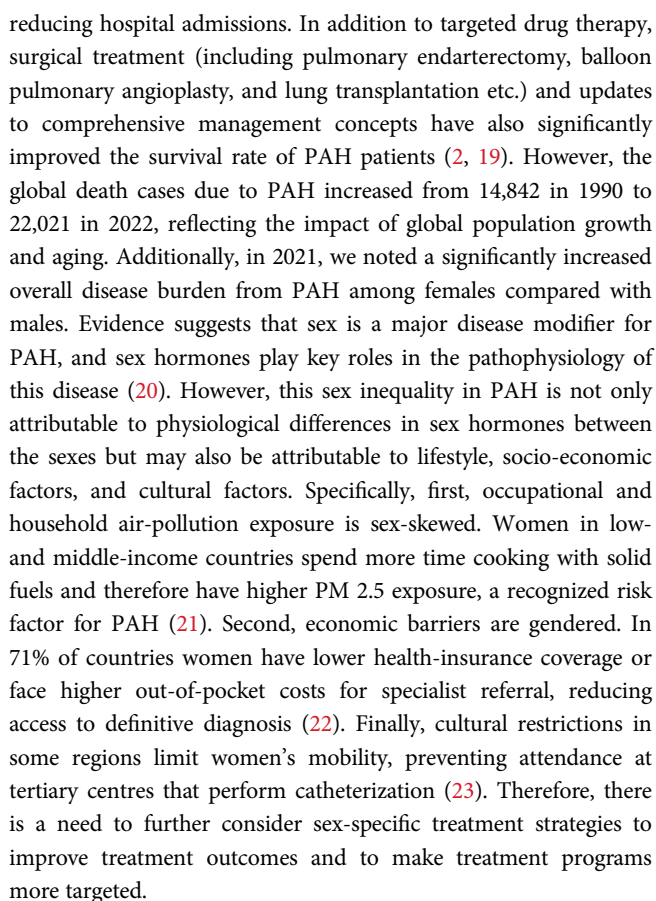 reducing hospital admissions. In addition to targeted drug therapy,
surgical treatment (including pulmonary endarterectomy, balloon
pulmonary angioplasty, and lung transplantation etc.) and updates
to comprehensive management concepts have also significantly
improved the survival rate of PAH patients (2, 19). However, the
global death cases due to PAH increased from 14,842 in 1990 to
22,021 in 2022, reflecting the impact of global population growth
and aging. Additionally, in 2021, we noted a significantly increased
overall disease burden from PAH among females compared with
males. Evidence suggests that sex is a major disease modifier for
PAH, and sex hormones play key roles in the pathophysiology of
this disease (20). However, this sex inequality in PAH is not only
attributable to physiological differences in sex hormones between
the sexes but may also be attributable to lifestyle, socio-economic
factors, and cultural factors. Specifically, first, occupational and
household air-pollution exposure is sex-skewed. Women in low-
and middle-income countries spend more time cooking with solid
fuels and therefore have higher PM 2.5 exposure, a recognized risk
factor for PAH (21). Second, economic barriers are gendered. In
71% of countries women have lower health-insurance coverage or
face higher out-of-pocket costs for specialist referral, reducing
access to definitive diagnosis (22). Finally, cultural restrictions in
some regions limit women's mobility, preventing attendance at
tertiary centres that perform catheterization (23). Therefore, there
is a need to further consider sex-specific treatment strategies to
improve treatment outcomes and to make treatment programs
more targeted.